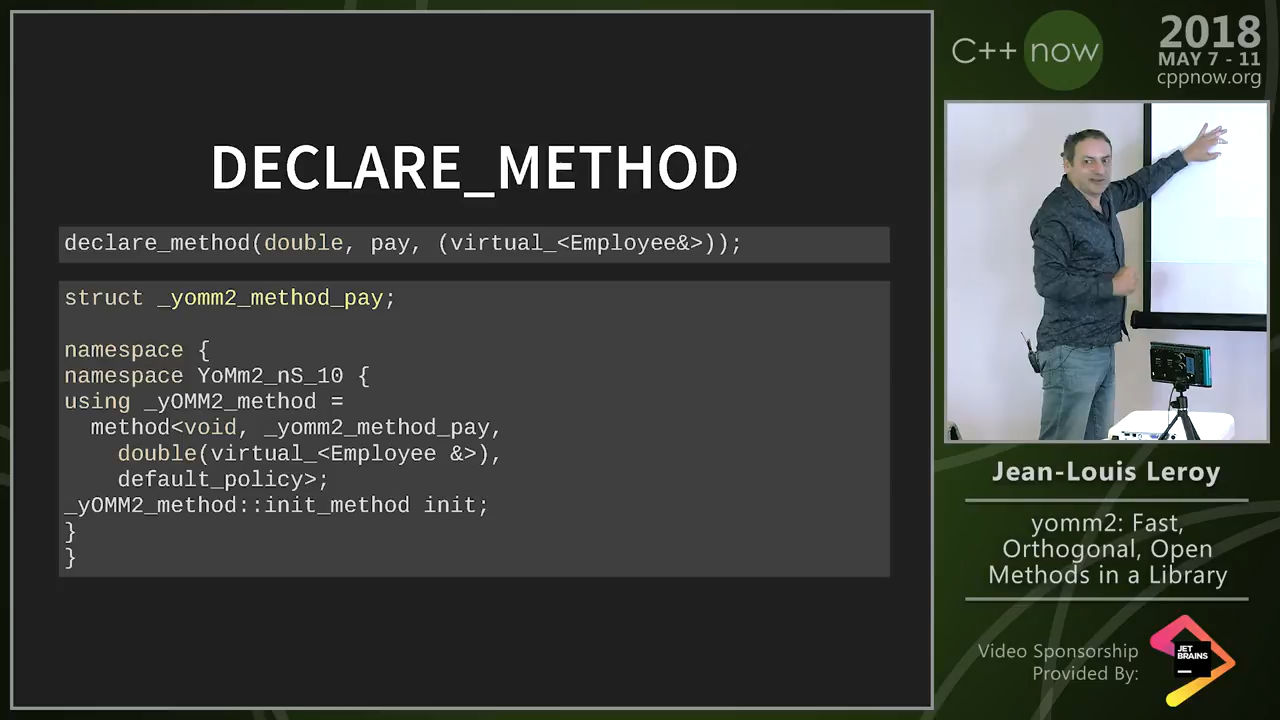 DECLARE_METHOD
declare_method(double, pay, (virtual_<Employee&>));
struct _yomm2_method_pay;
namespace {
namespace YoMm2_nS_10 {
using _yOMM2_method =
method<void, _yomm2_method_pay,
double(virtual_<Employee &>),
default_policy>;
_yOMM2_method::init_method init;
}
}
C++ now
2018
MAY 7 - 11
cppnow.org
Jean-Louis Leroy
yomm2: Fast,
Orthogonal, Open
Methods in a Library
Video Sponsorship
Provided By:
JET
BRAINS